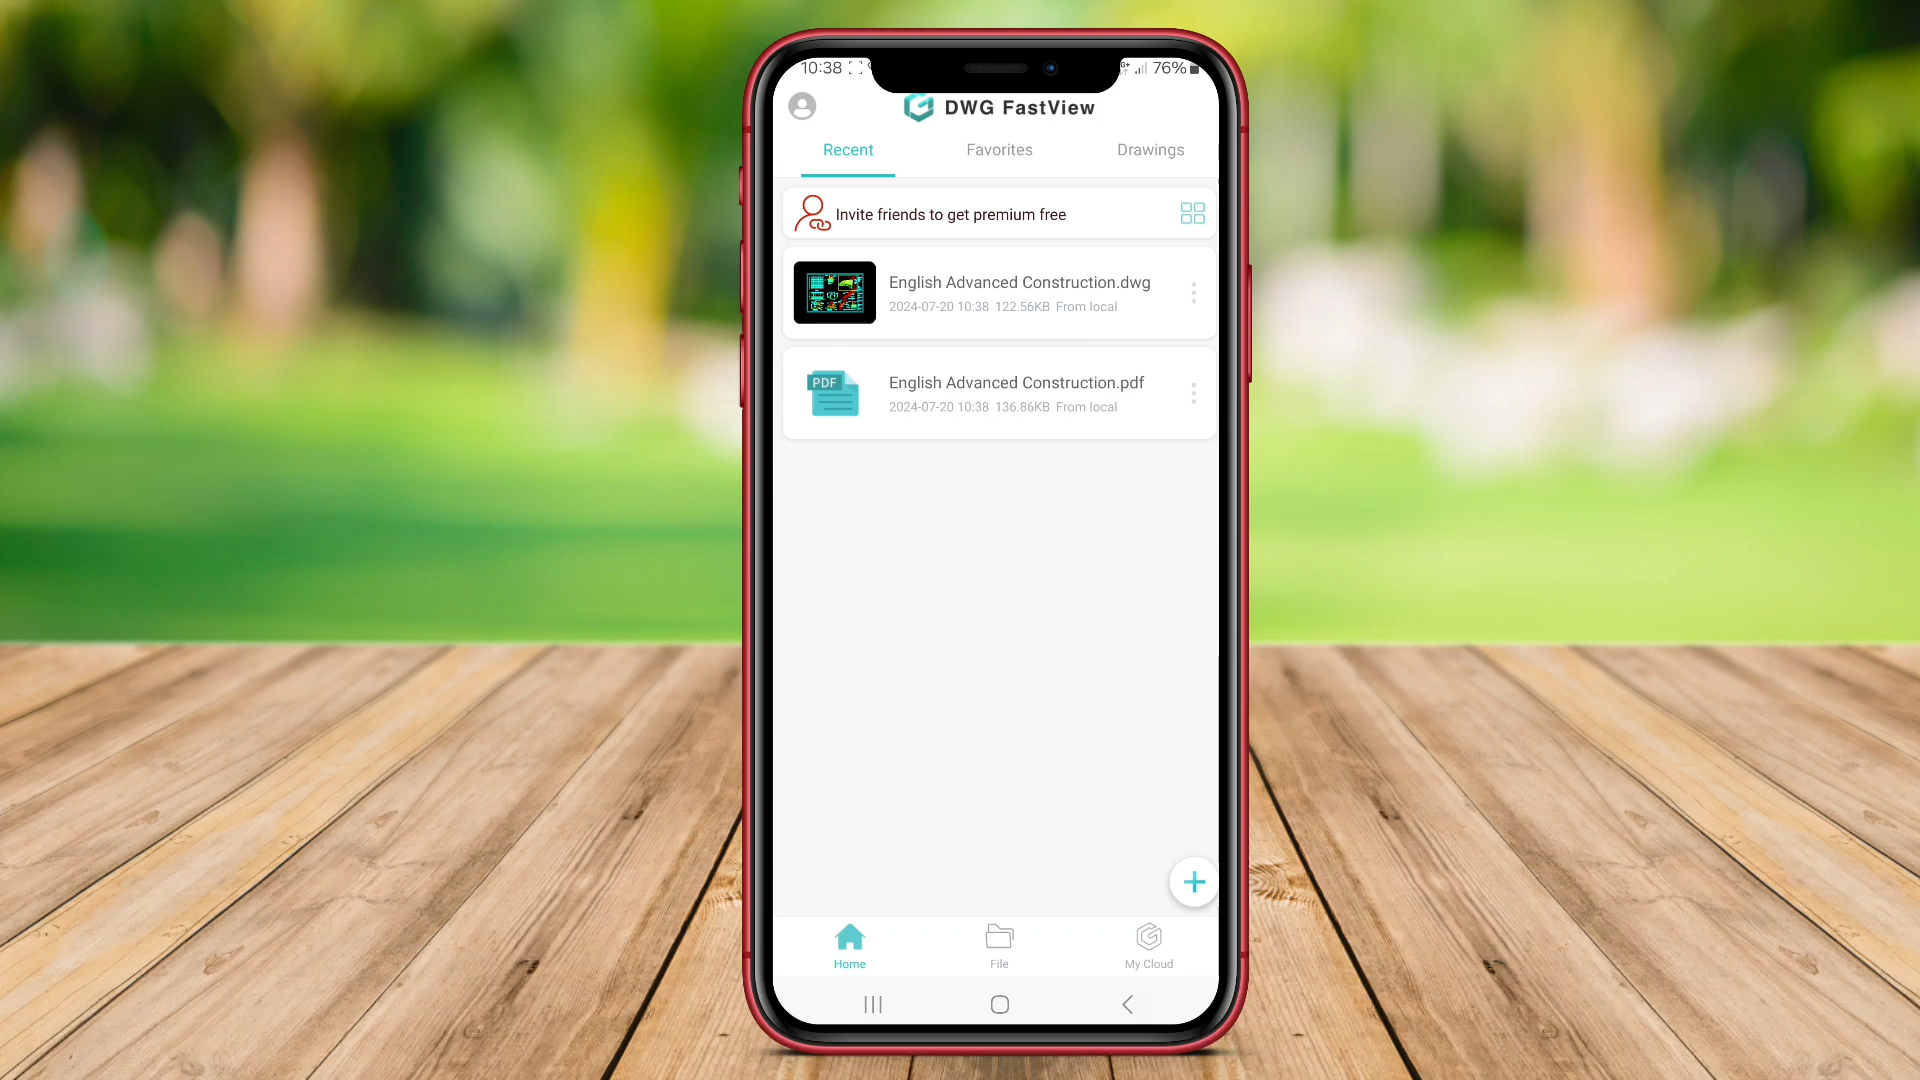 10:38
76%
DWG FastView
Recent
Favorites
Drawings
Invite friends to get premium free
English Advanced Construction.dwg
2024-07-20 10:38 122.56KB From local
PDF
English Advanced Construction.pdf
2024-07-20 10:38 136.86KB From local
Home
File
My Cloud